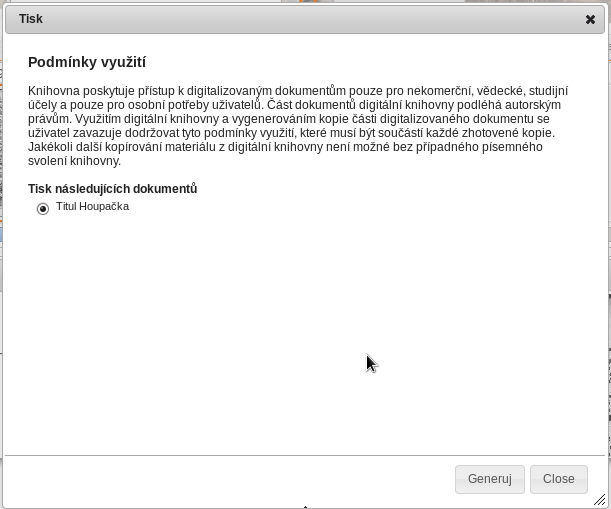 Tisk
Podmínky využití
Knihovna poskytuje přístup k digitalizovaným dokumentům pouze pro nekomerční, vědecké, studijní
účely a pouze pro osobní potřeby uživatelů. Část dokumentů digitální knihovny podléhá autorským
právům. Využitím digitální knihovny a vygenerováním kopie části digitalizovaného dokumentu se
uživatel zavazuje dodržovat tyto podmínky využití, které musí být součástí každé zhotovené kopie.
Jakékoli další kopírování materiálu z digitální knihovny není možné bez případného písemného
svolení knihovny.
Tisk následujících dokumentů
Titul Houpačka
Generuj
Close